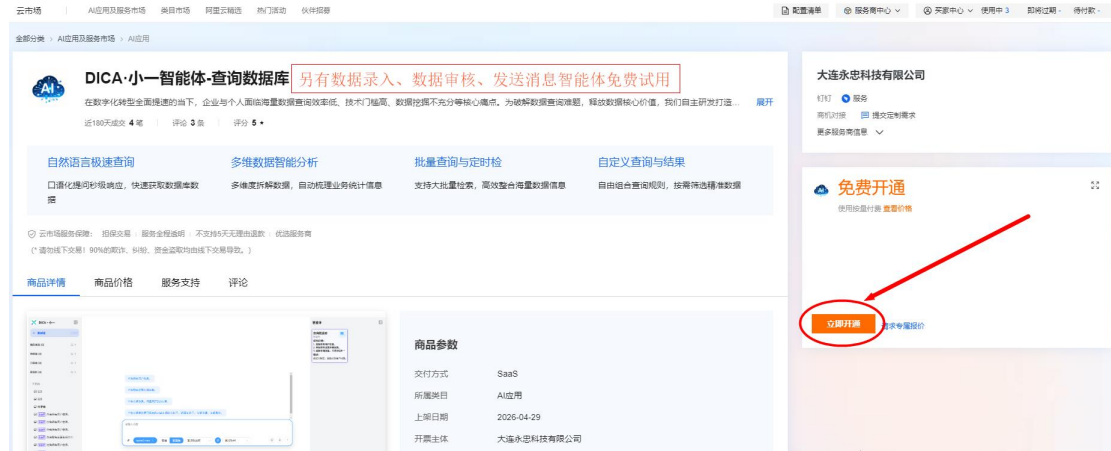 云市场 AI应用及服务市场 类目市场 阿里云精选 热门活动 伙伴招募 配置清单 服务商中心 买家中心 使用中 3 即将过期 - 待付款 -
全部分类 > AI应用及服务市场 > AI应用
DICA·小一智能体-查询数据库
另有数据录入、数据审核、发送消息智能体免费试用
在数字化转型全面提速的当下，企业与个人面临海量数据查询效率低、技术门槛高、数据挖掘不充分等核心痛点。为破解数据查询难题，释放数据核心价值，我们自主研发打造... 展开
近180天成交 4 笔 评论 3 条 评分 5
自然语言极速查询
口语化提问秒级响应，快速获取数据库数据
多维数据智能分析
多维度拆解数据，自动梳理业务统计信息
批量查询与定时检
支持大批量检索，高效整合海量数据信息
自定义查询与结果
自由组合查询规则，按需筛选精准数据
云市场服务保障： 担保交易 服务全程透明 不支持5天无理由退款 优选服务商
(* 请勿线下交易！90%的欺诈、纠纷、资金盗取均由线下交易导致。)
商品详情 商品价格 服务支持 评论
商品参数
交付方式 SaaS
所属类目 AI应用
上架日期 2026-04-29
开票主体 大连永忠科技有限公司
大连永忠科技有限公司
钉钉 服务
商机对接 提交定制需求
更多服务商信息
免费开通
使用按量付费 查看价格
立即开通
请求专属报价